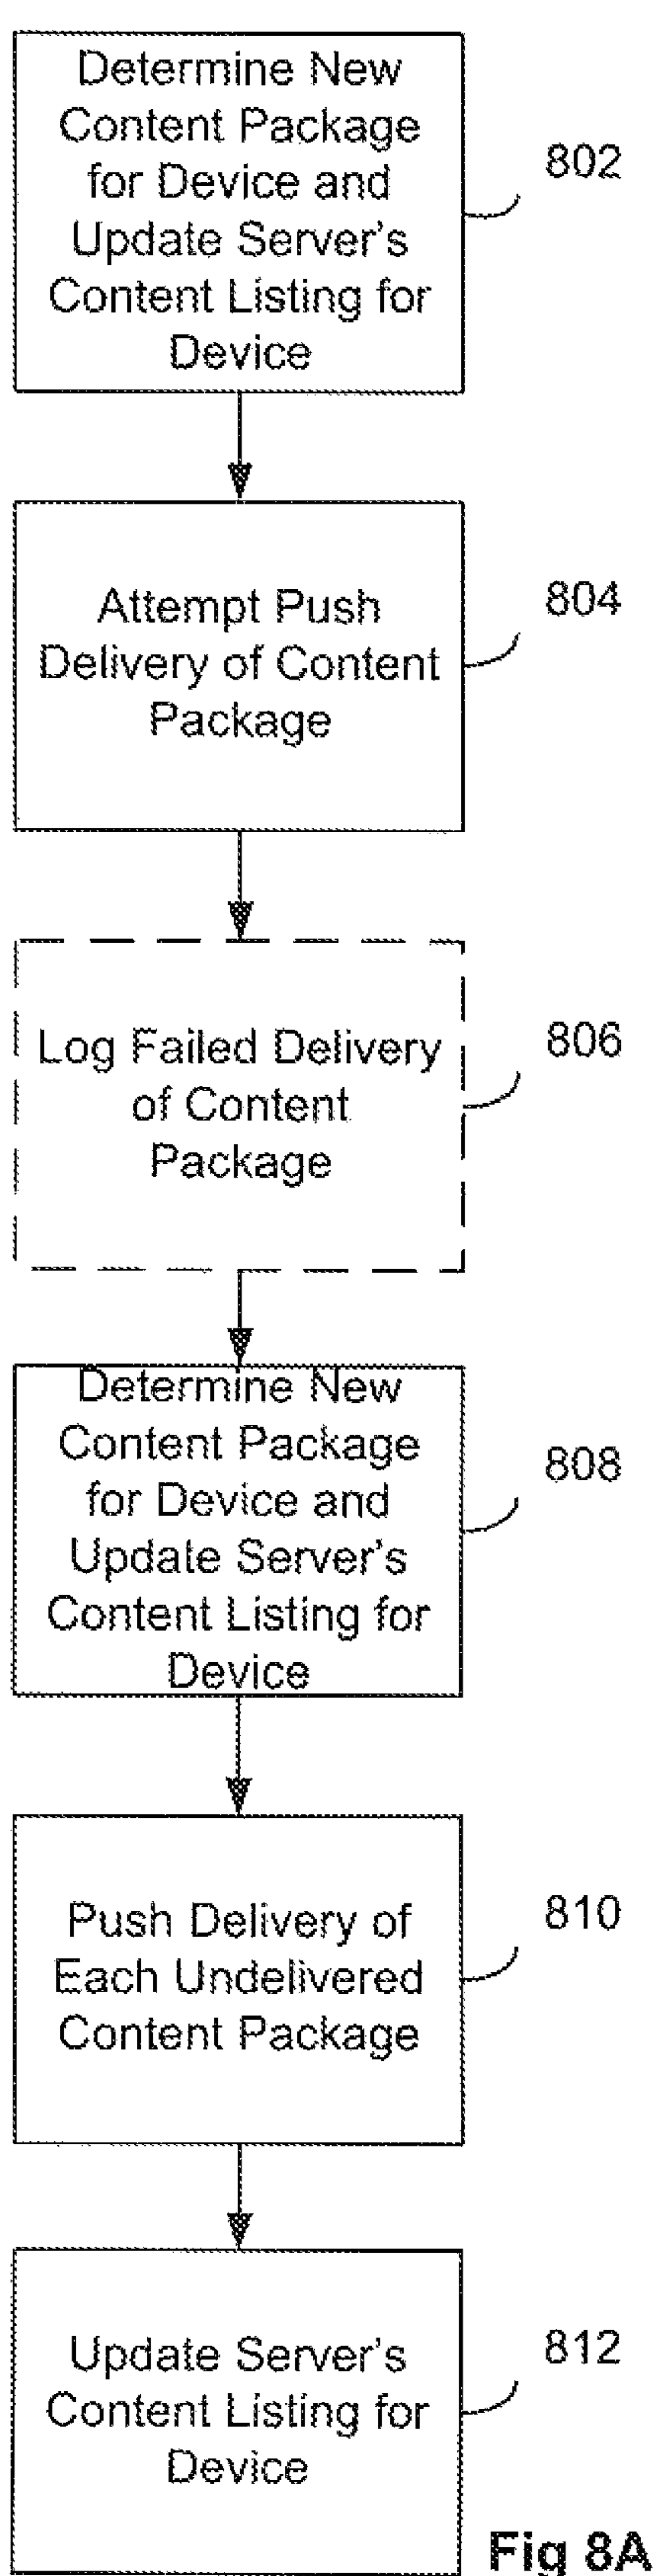 Determine New
Content Package
for Device and
Update Server's
Content Listing for
Device
802
Attempt Push
Delivery of Content
Package
804
Log Failed Delivery
of Content
Package
806
Determine New
Content Package
for Device and
Update Server's
Content Listing for
Device
808
Push Delivery of
Each Undelivered
Content Package
810
Update Server's
Content Listing for
Device
812
Fig 8A